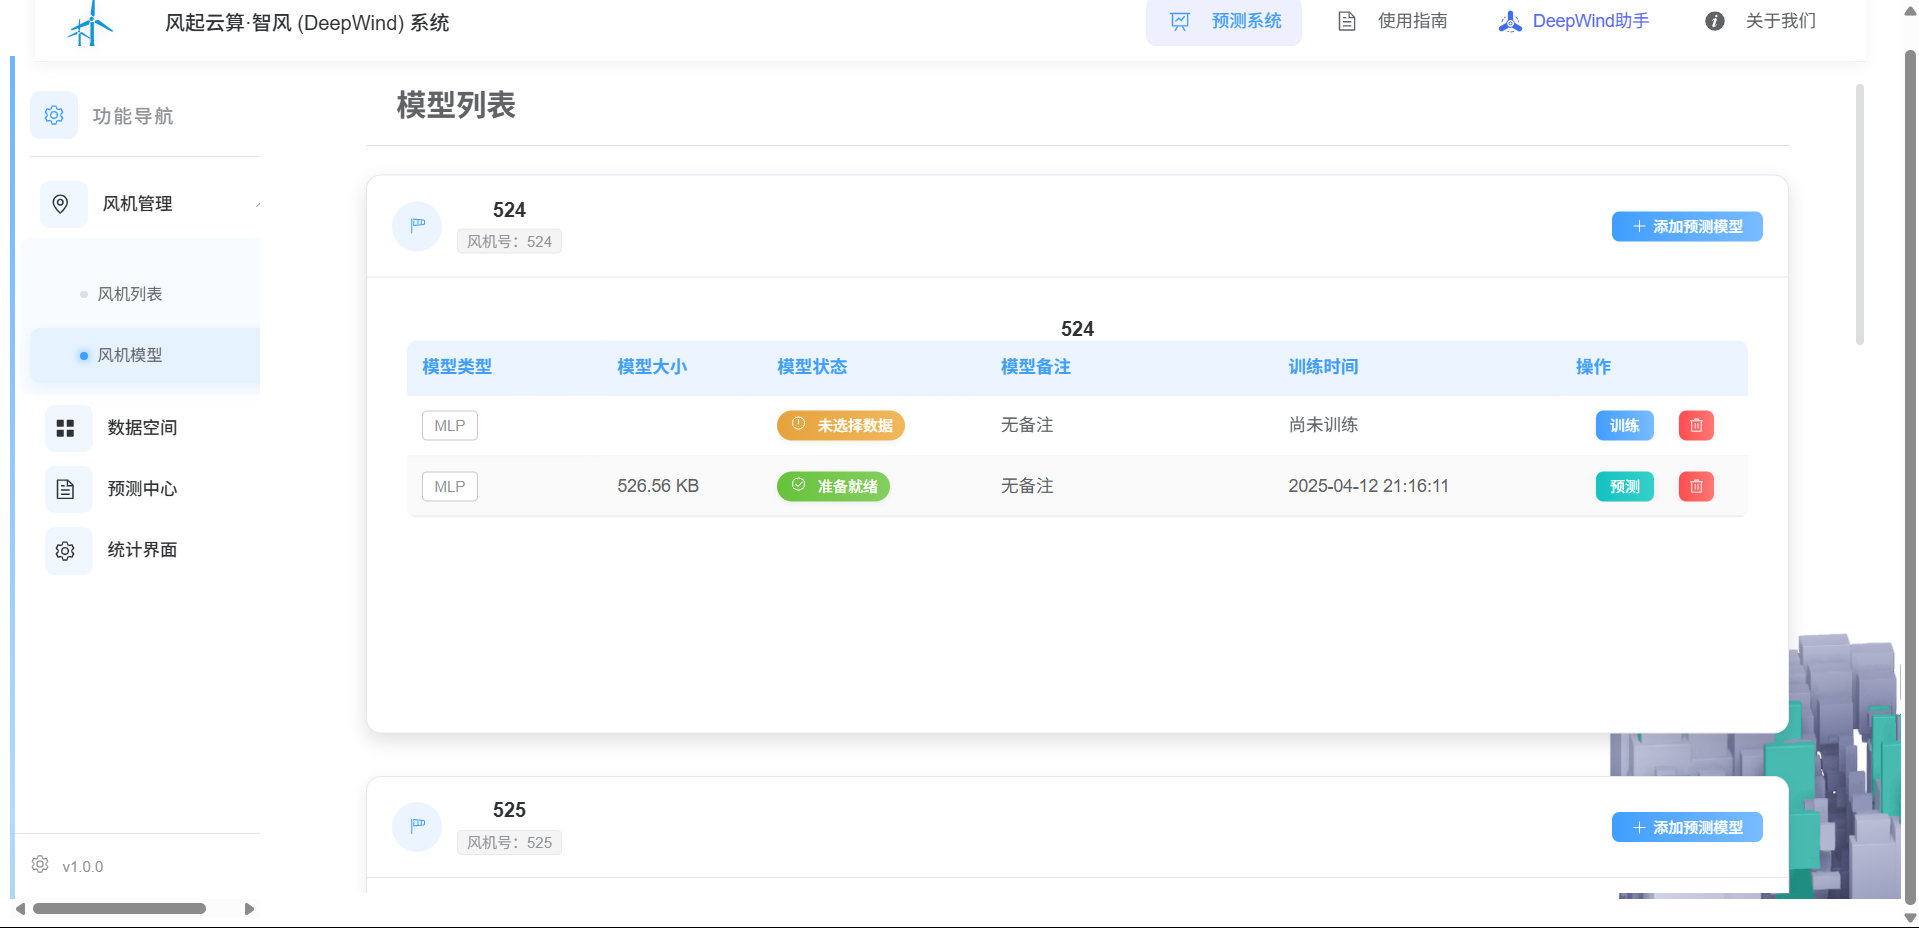 风起云算·智风 (DeepWind) 系统
预测系统
使用指南
DeepWind助手
关于我们
功能导航
风机管理
风机列表
风机模型
数据空间
预测中心
统计界面
v1.0.0
模型列表
524
风机号：524
添加预测模型
524
模型类型 模型大小 模型状态 模型备注 训练时间 操作
MLP 未选择数据 无备注 尚未训练 训练
MLP 526.56 KB 准备就绪 无备注 2025-04-12 21:16:11 预测
525
风机号：525
添加预测模型